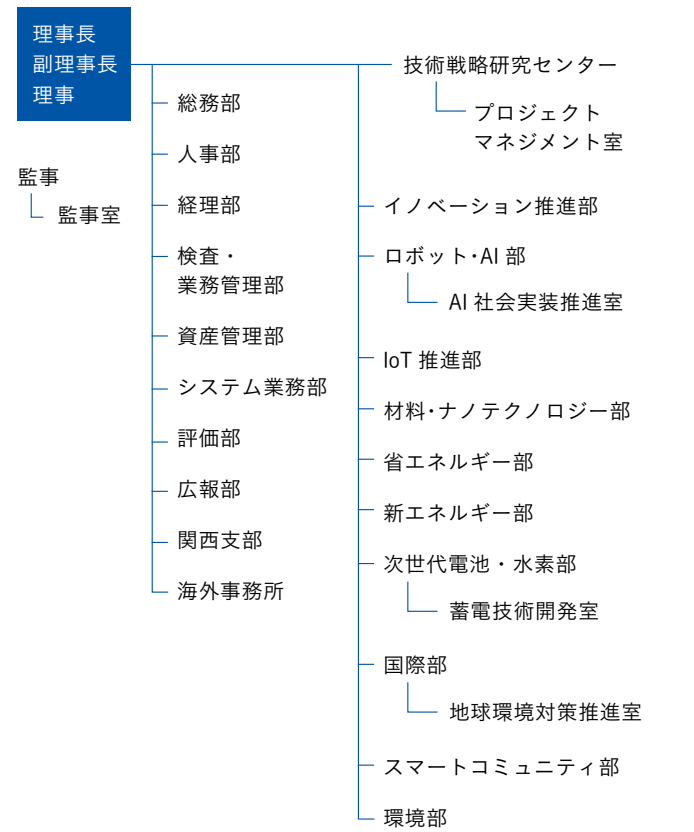 理事長
副理事長
理事
監事
監事室
総務部
人事部
経理部
検査・
業務管理部
資産管理部
システム業務部
評価部
広報部
関西支部
海外事務所
技術戦略研究センター
プロジェクト
マネジメント室
イノベーション推進部
ロボット・AI 部
AI 社会実装推進室
IoT 推進部
材料・ナノテクノロジー部
省エネルギー部
新エネルギー部
次世代電池・水素部
蓄電技術開発室
国際部
地球環境対策推進室
スマートコミュニティ部
環境部